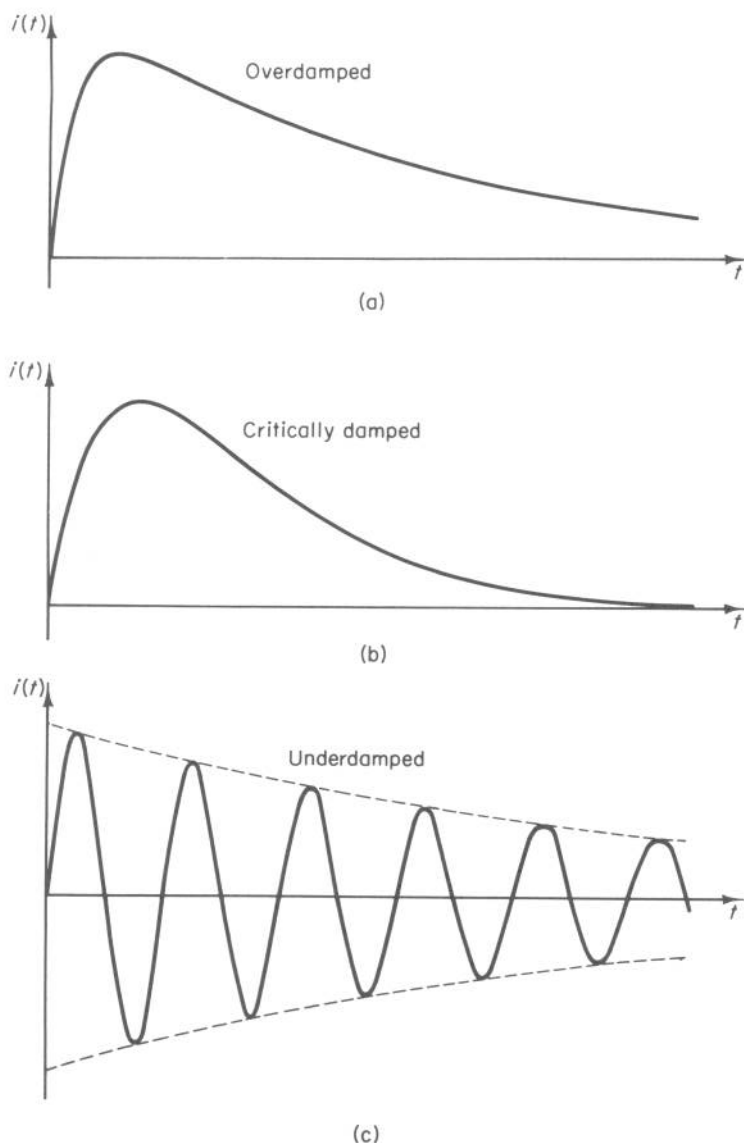 i(t)
Overdamped
t
(a)
i(t)
Critically damped
t
(b)
i(t)
Underdamped
t
(c)